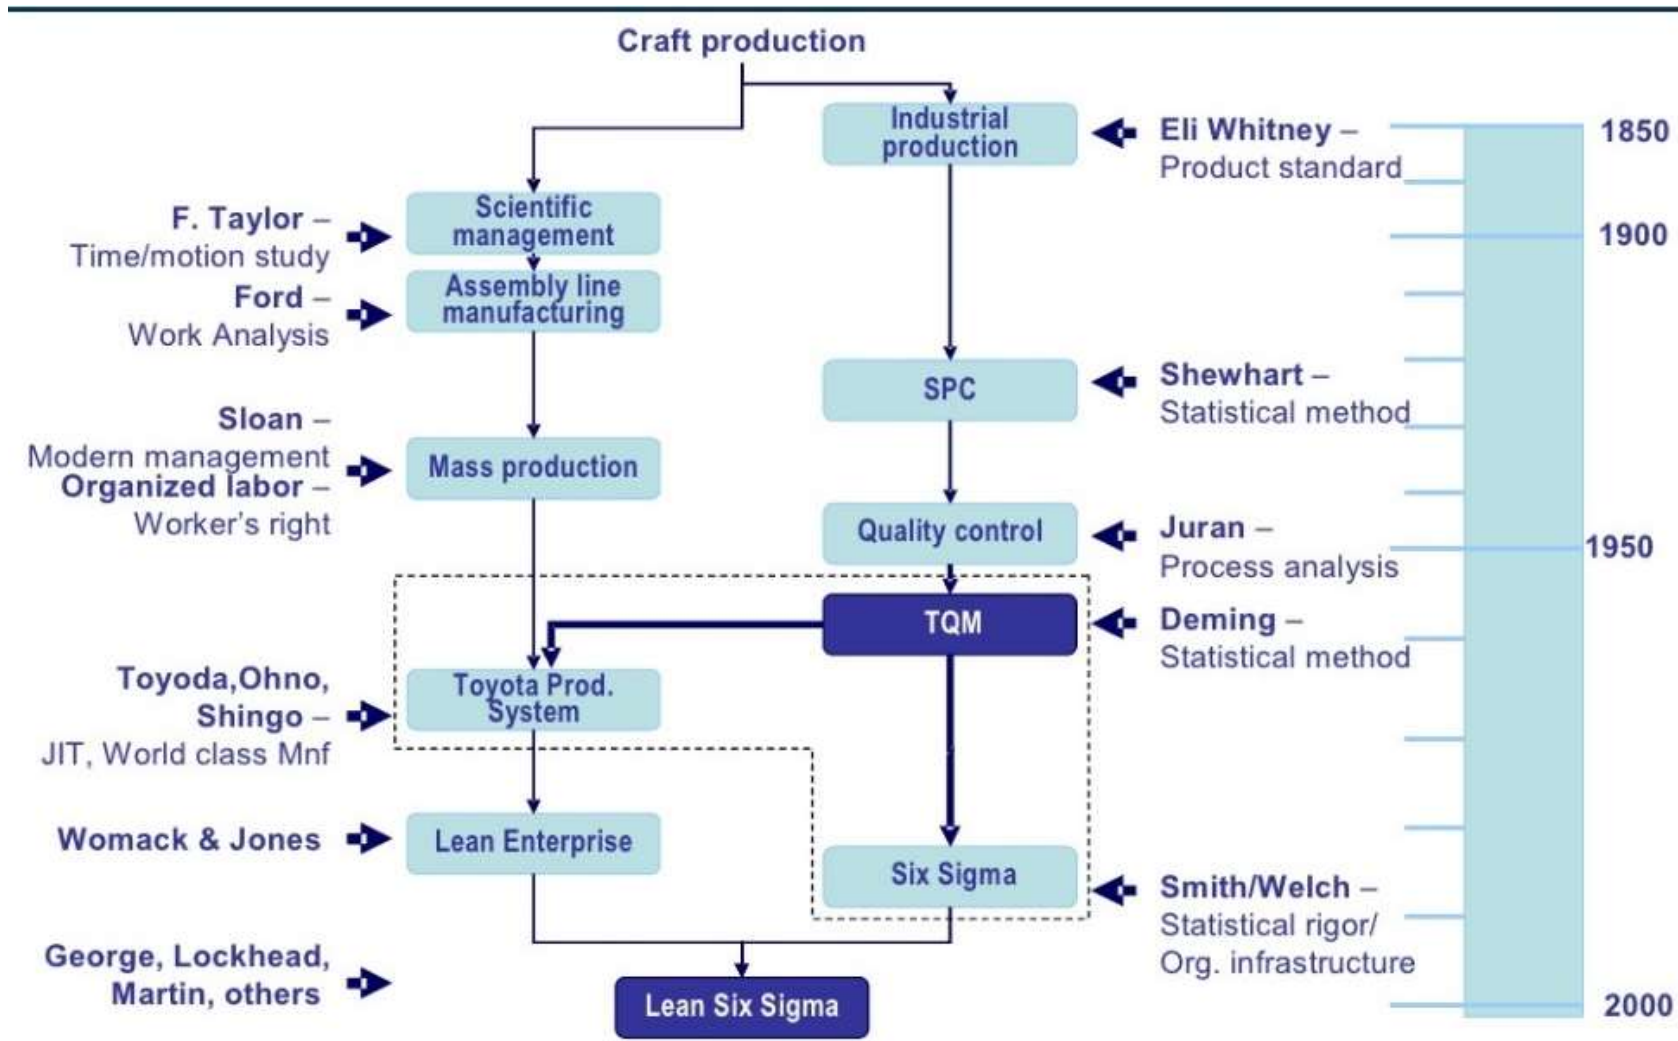 Craft production
Industrial
production
Eli Whitney –
Product standard
1850
Scientific
management
F. Taylor –
Time/motion study
1900
Assembly line
manufacturing
Ford –
Work Analysis
SPC
Shewhart –
Statistical method
Sloan –
Modern management
Organized labor –
Worker's right
Mass production
Quality control
Juran –
Process analysis
1950
TQM
Deming –
Statistical method
Toyoda,Ohno,
Shingo –
JIT, World class Mnf
Toyota Prod.
System
Womack & Jones
Lean Enterprise
Six Sigma
Smith/Welch –
Statistical rigor/
Org. infrastructure
George, Lockhead,
Martin, others
Lean Six Sigma
2000